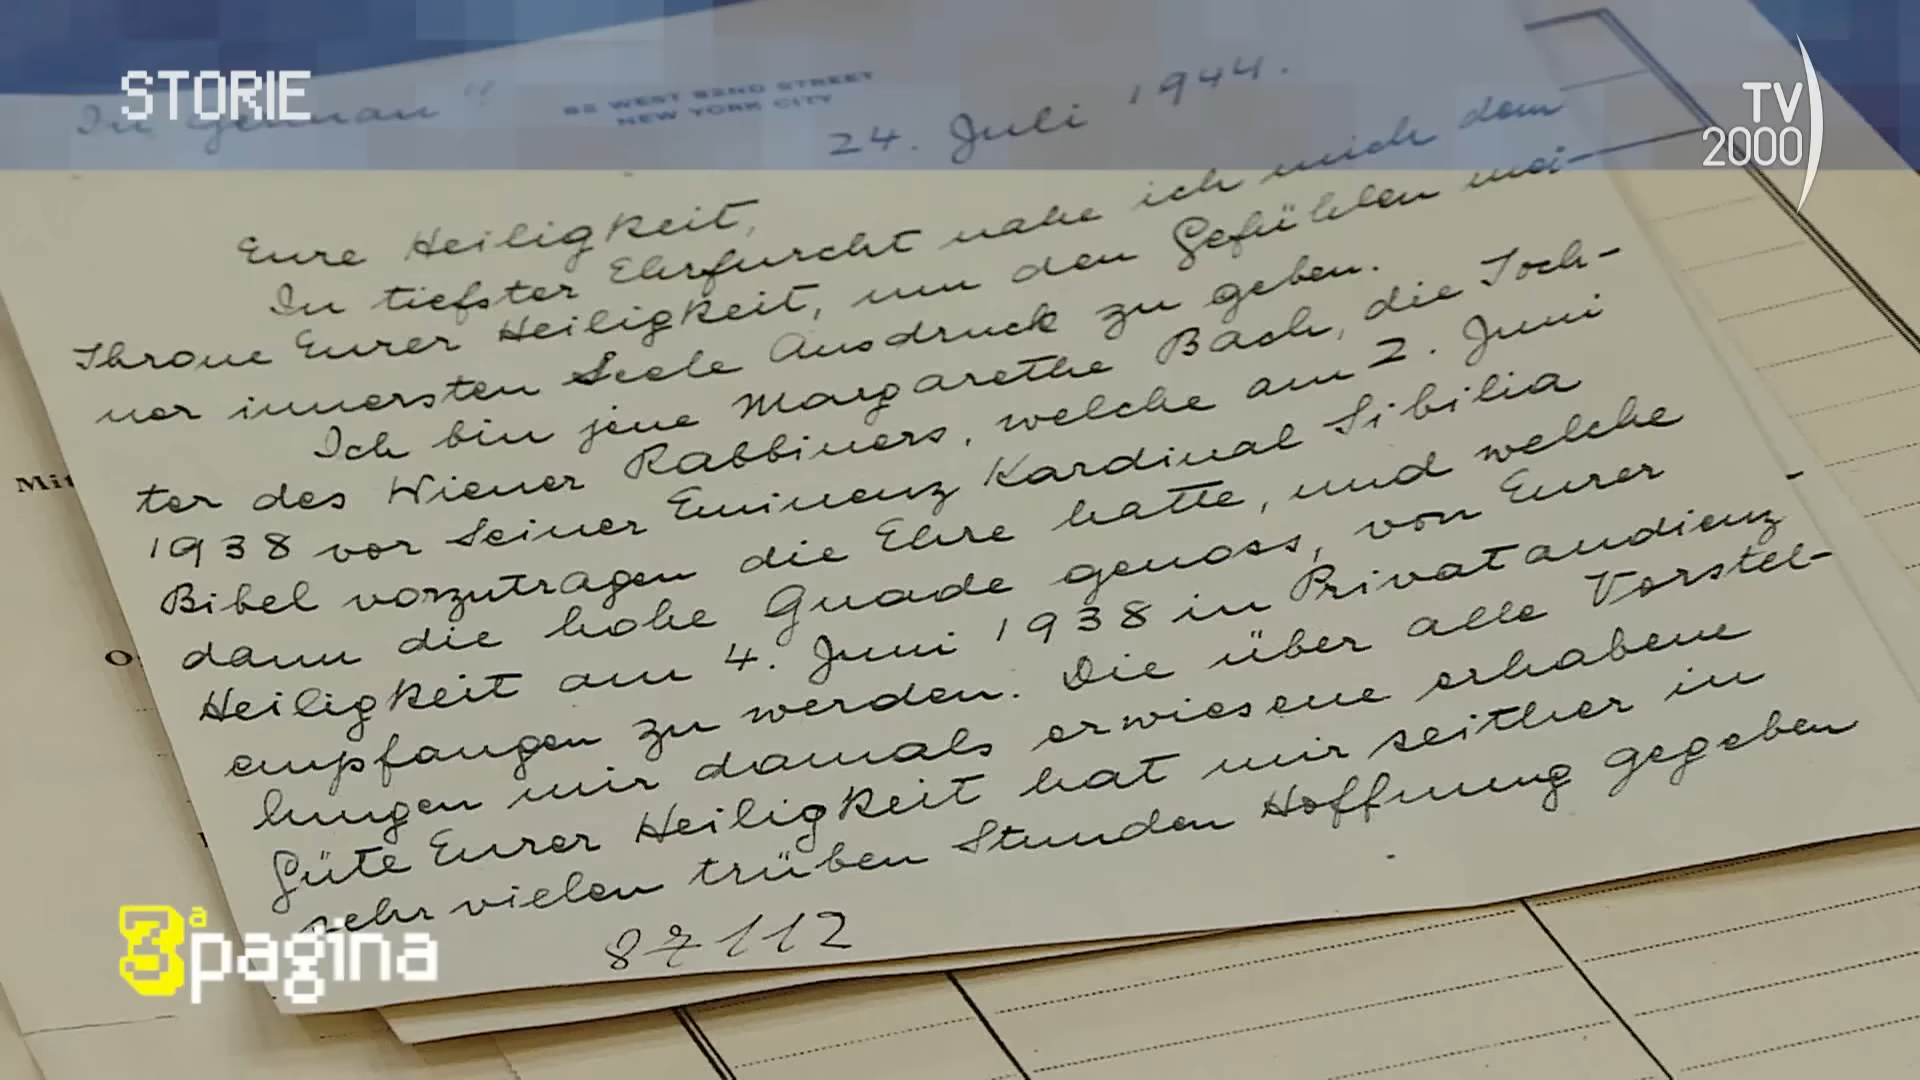 STORIE
TV
2000
In German"
82 WEST 82ND STREET
NEW YORK CITY
24. Juli 1944.
Eure Heiligkeit,
In tiefster Ehrfurcht nahe ich mich dem
Throne Eurer Heiligkeit, um den Gefühlen mei-
ner innersten Seele Ausdruck zu geben.
Ich bin jene Margarethe Bach, die Toch-
ter des Wiener Rabbiners, welche am 2. Juni
1938 vor Seiner Eminenz Kardinal Sibilia
Bibel vorzutragen die Ehre hatte, und welche
dann die hohe Gnade genoss, von Eurer
Heiligkeit am 4. Juni 1938 in Privataudienz
empfangen zu werden. Die über alle Vorstel-
lungen mir damals erwiesene erhabene
Güte Eurer Heiligkeit hat mir seither in
sehr vielen trüben Stunden Hoffnung gegeben
87112
Mit
O
3ª pagina